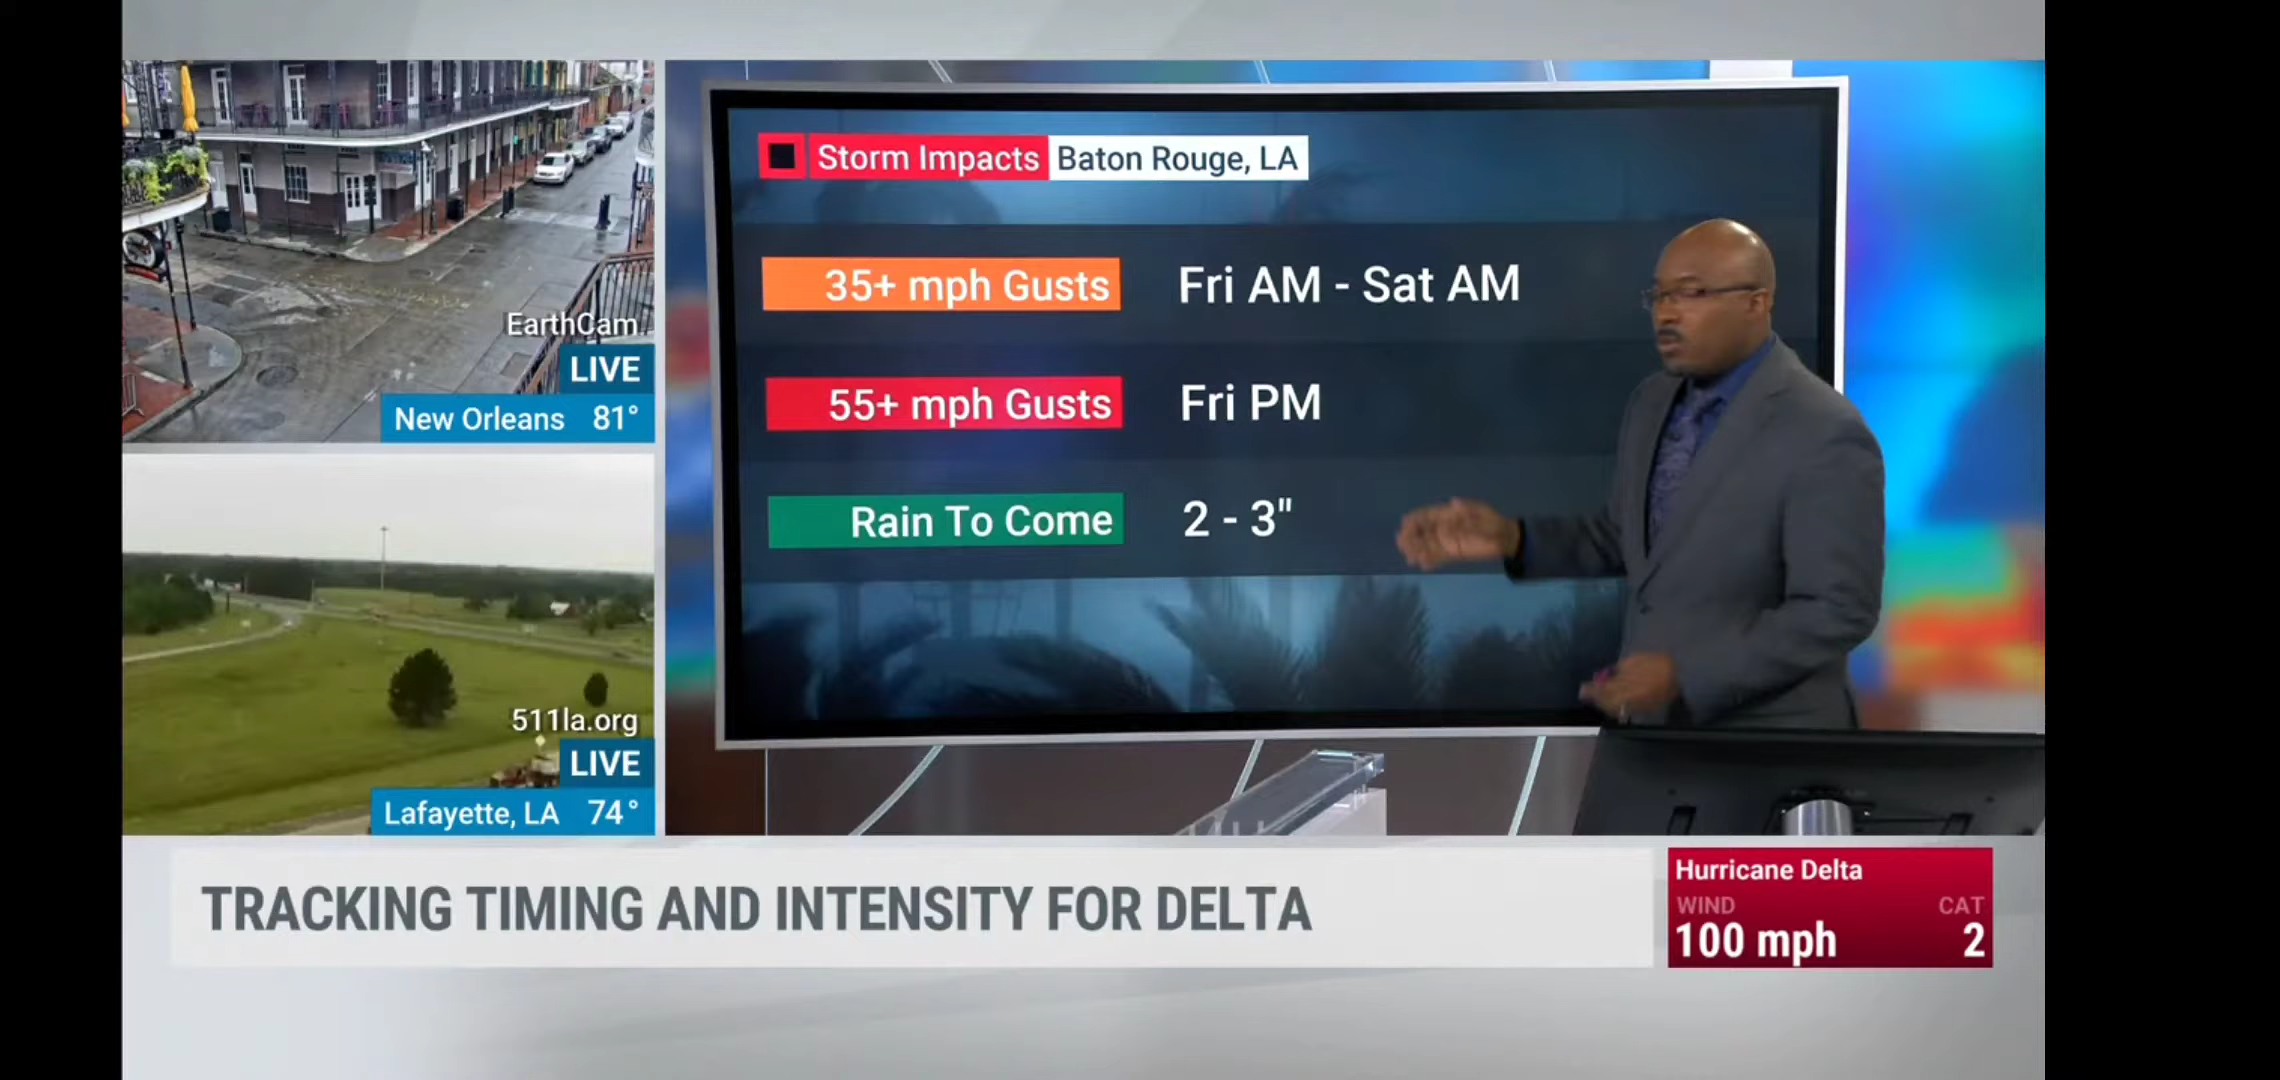 EarthCam
LIVE
New Orleans 81°
511la.org
LIVE
Lafayette, LA 74°
Storm Impacts Baton Rouge, LA
35+ mph Gusts Fri AM - Sat AM
55+ mph Gusts Fri PM
Rain To Come 2 - 3"
TRACKING TIMING AND INTENSITY FOR DELTA
Hurricane Delta
WIND CAT
100 mph 2